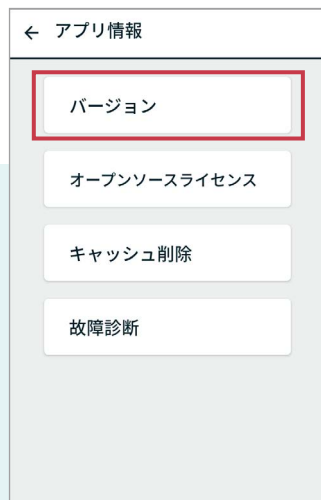 ← アプリ情報
バージョン
オープンソースライセンス
キャッシュ削除
故障診断